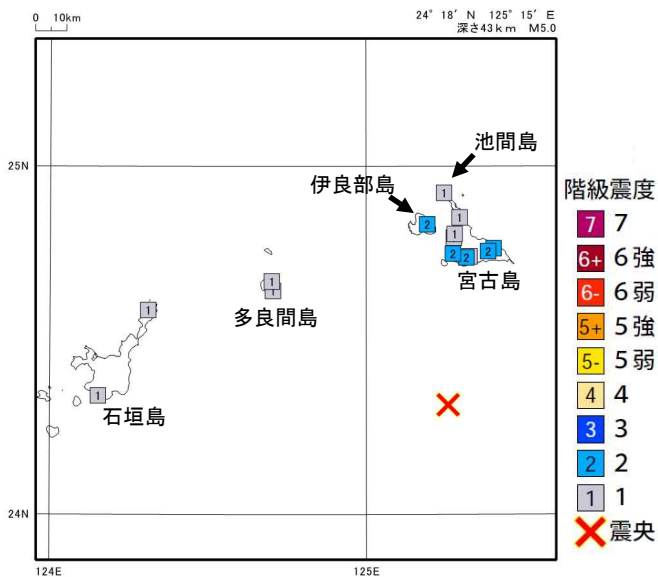 0 10km
24° 18′ N 125° 15′ E
深さ43km M5.0
25N
池間島
伊良部島
1
1
2
1
2
2
2
宮古島
1
1
多良間島
1
1
石垣島
24N
124E
125E
階級震度
7 7
6+ 6強
6- 6弱
5+ 5強
5- 5弱
4 4
3 3
2 2
1 1
震央